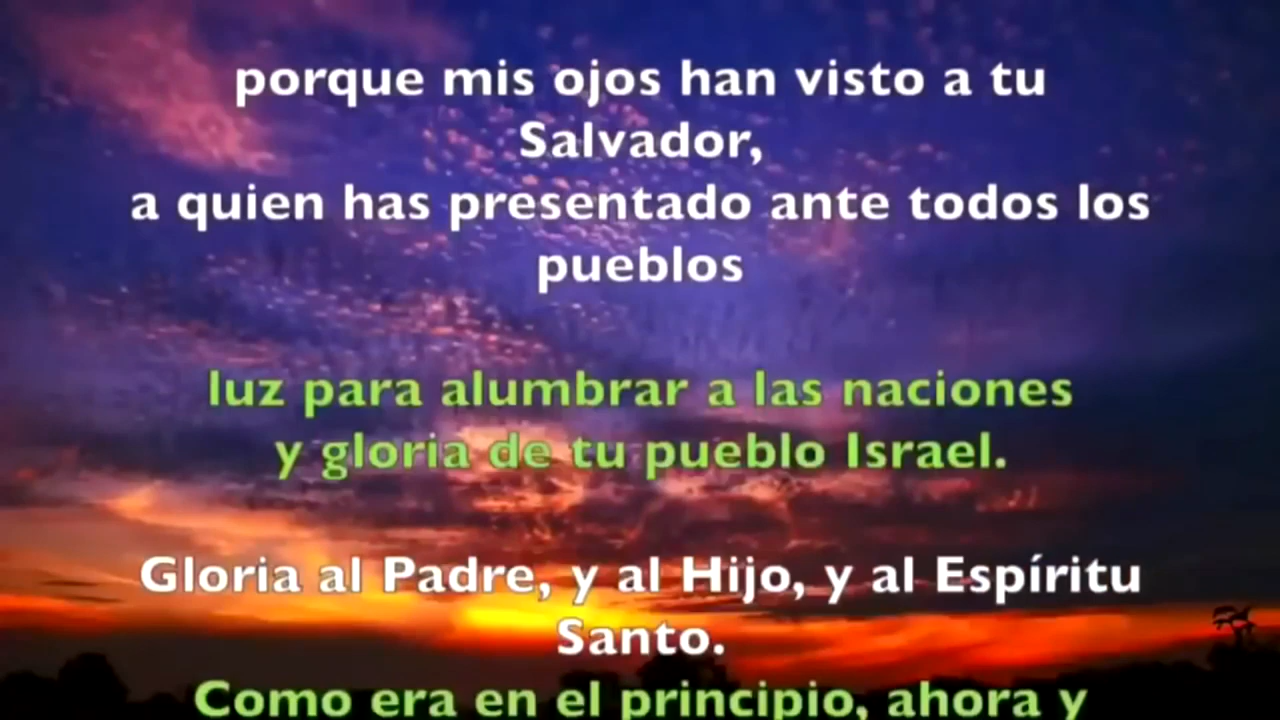 porque mis ojos han visto a tu
Salvador,
a quien has presentado ante todos los
pueblos
luz para alumbrar a las naciones
y gloria de tu pueblo Israel.
Gloria al Padre, y al Hijo, y al Espíritu
Santo.
Como era en el principio, ahora y